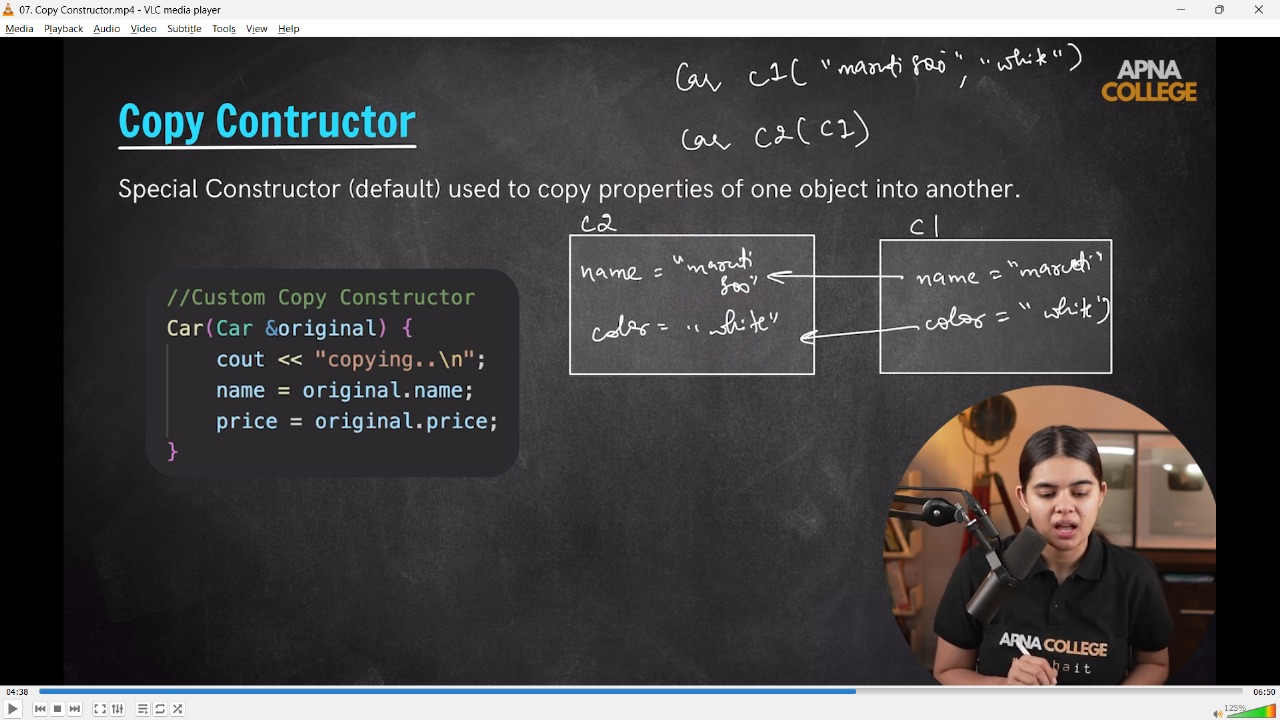 07. Copy Constructor.mp4 - VLC media player
Media Playback Audio Video Subtitle Tools View Help
Car c1( "maruti 800", "white")
APNA
COLLEGE
Copy Contructor
Car c2(c1)
Special Constructor (default) used to copy properties of one object into another.
c2
c1
name = "maruti
800"
name = "maruti"
color = "white"
color = "white"
//Custom Copy Constructor
Car(Car &original) {
cout << "copying..\n";
name = original.name;
price = original.price;
}
APNA COLLEGE
04:38
06:50
125%